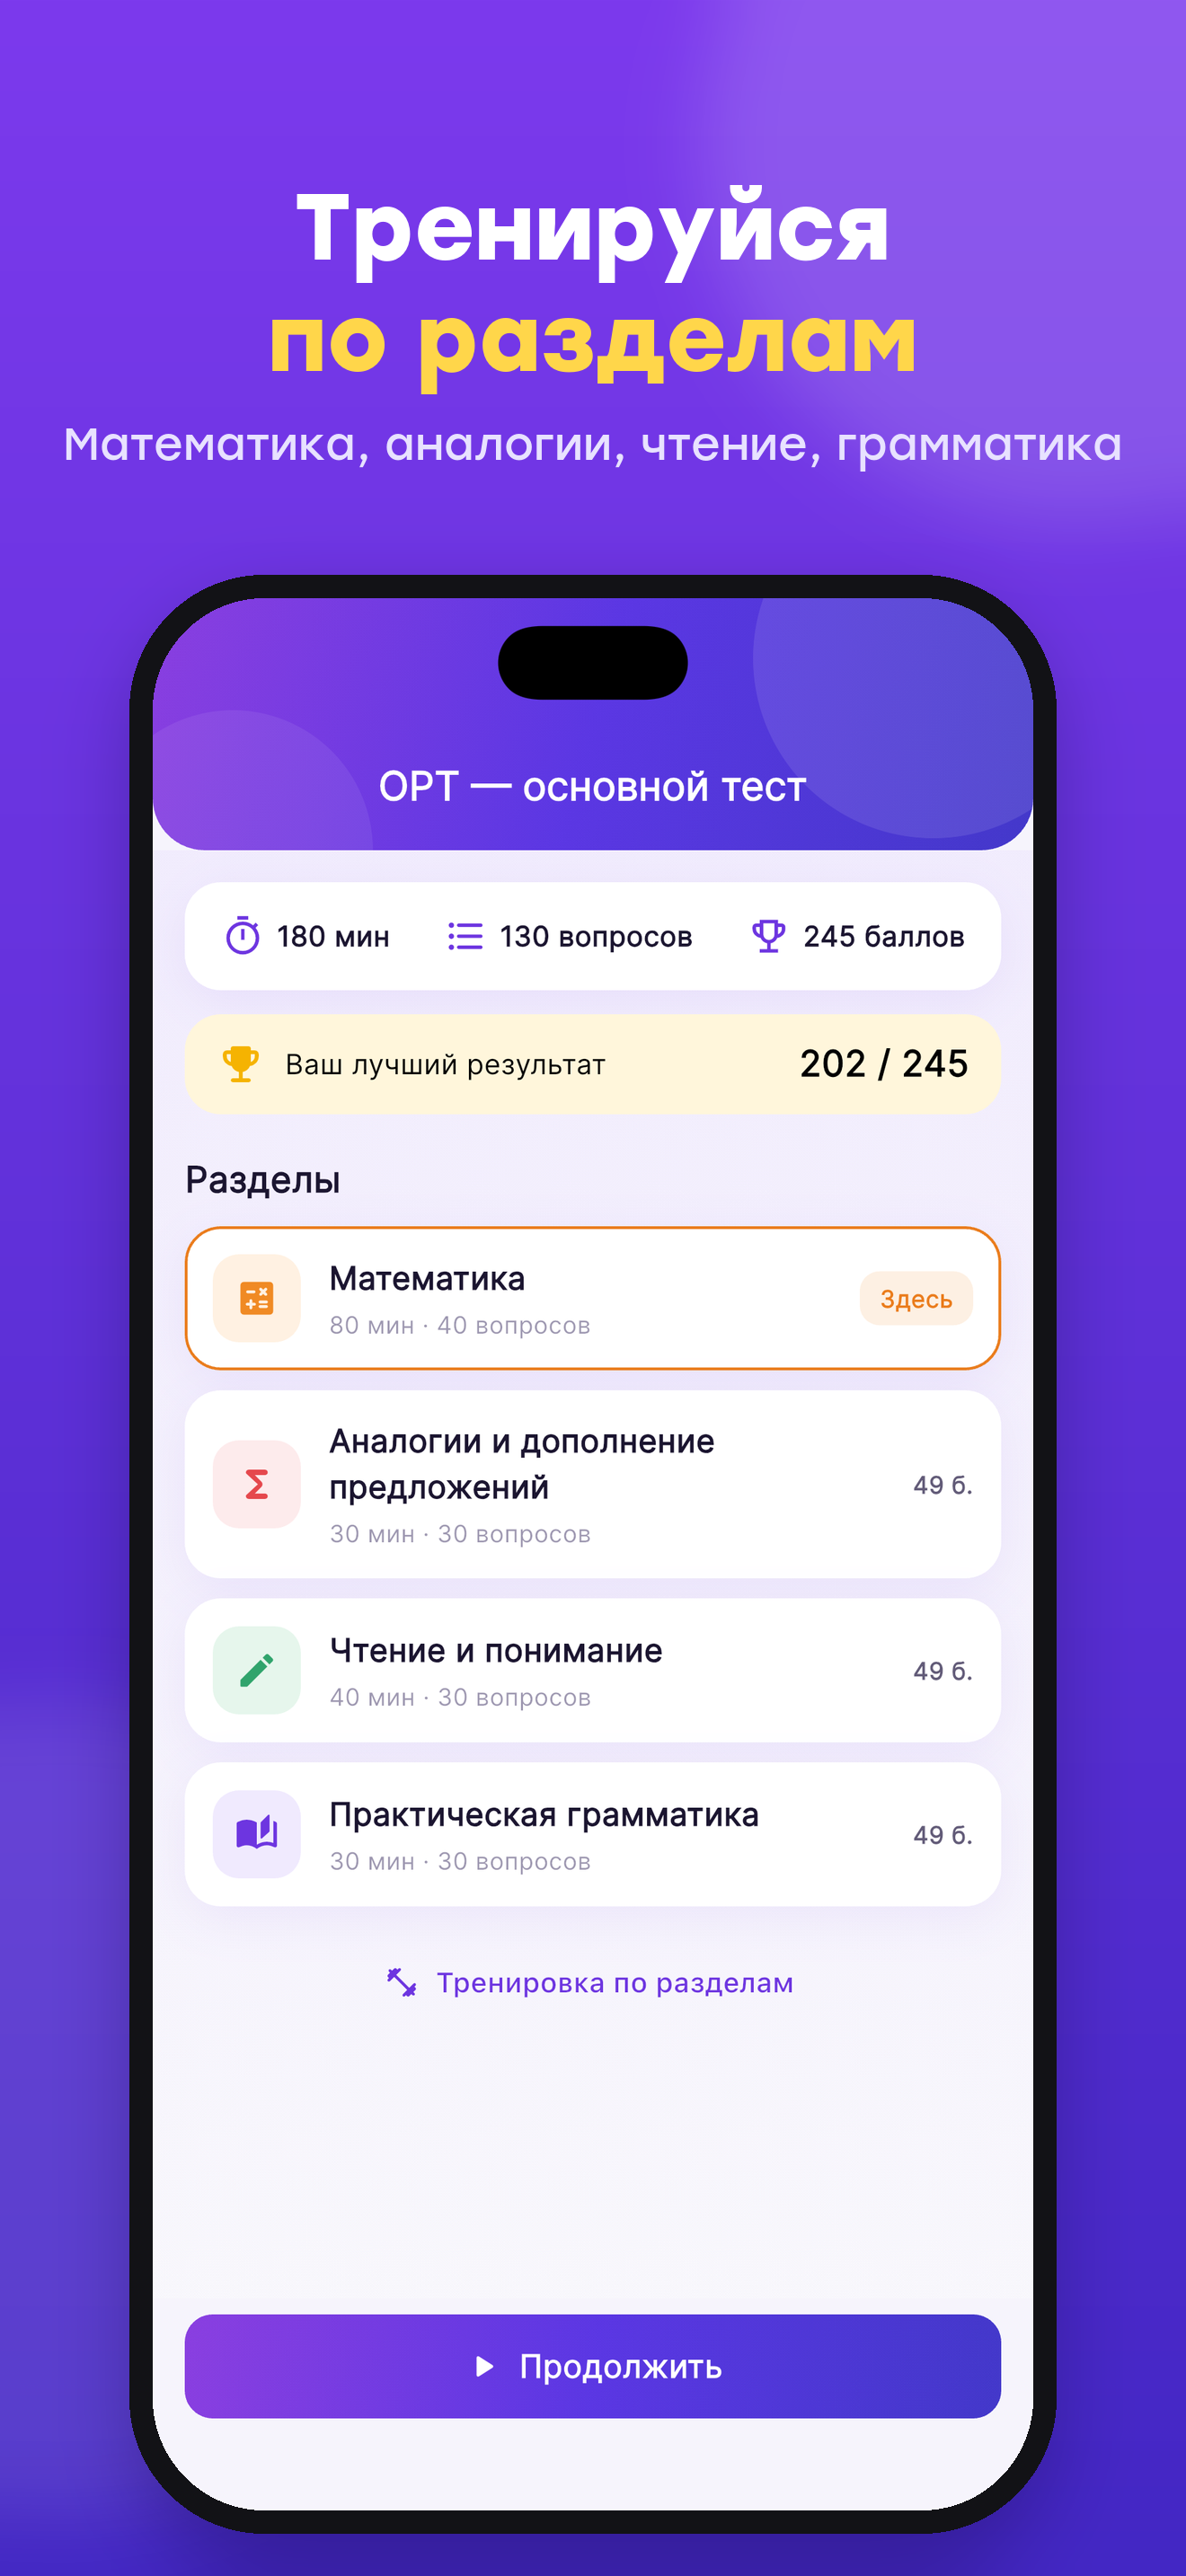 Тренируйся
по разделам
Математика, аналогии, чтение, грамматика
ОРТ — основной тест
180 мин
130 вопросов
245 баллов
Ваш лучший результат
202 / 245
Разделы
Математика
80 мин · 40 вопросов
Здесь
Аналогии и дополнение
предложений
30 мин · 30 вопросов
49 б.
Чтение и понимание
40 мин · 30 вопросов
49 б.
Практическая грамматика
30 мин · 30 вопросов
49 б.
Тренировка по разделам
Продолжить